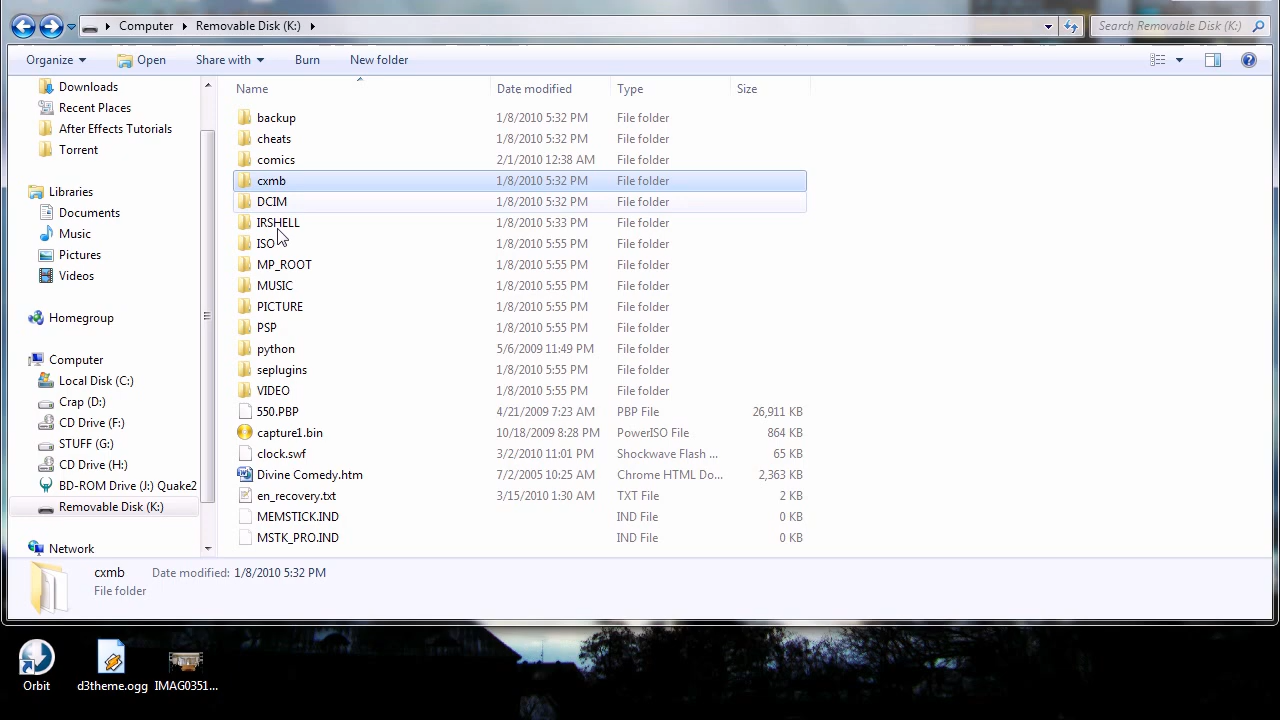 Computer Removable Disk (K:) Search Removable Disk (K:)
Organize Open Share with Burn New folder
Name Date modified Type Size
Downloads
Recent Places
After Effects Tutorials
Torrent
Libraries
Documents
Music
Pictures
Videos
Homegroup
Computer
Local Disk (C:)
Crap (D:)
CD Drive (F:)
STUFF (G:)
CD Drive (H:)
BD-ROM Drive (J:) Quake2
Removable Disk (K:)
Network
backup 1/8/2010 5:32 PM File folder
cheats 1/8/2010 5:32 PM File folder
comics 2/1/2010 12:38 AM File folder
cxmb 1/8/2010 5:32 PM File folder
DCIM 1/8/2010 5:32 PM File folder
IRSHELL 1/8/2010 5:33 PM File folder
ISO 1/8/2010 5:55 PM File folder
MP_ROOT 1/8/2010 5:55 PM File folder
MUSIC 1/8/2010 5:55 PM File folder
PICTURE 1/8/2010 5:55 PM File folder
PSP 1/8/2010 5:55 PM File folder
python 5/6/2009 11:49 PM File folder
seplugins 1/8/2010 5:55 PM File folder
VIDEO 1/8/2010 5:55 PM File folder
550.PBP 4/21/2009 7:23 AM PBP File 26,911 KB
capture1.bin 10/18/2009 8:28 PM PowerISO File 864 KB
clock.swf 3/2/2010 11:01 PM Shockwave Flash ... 65 KB
Divine Comedy.htm 7/2/2005 10:25 AM Chrome HTML Do... 2,363 KB
en_recovery.txt 3/15/2010 1:30 AM TXT File 2 KB
MEMSTICK.IND IND File 0 KB
MSTK_PRO.IND IND File 0 KB
cxmb Date modified: 1/8/2010 5:32 PM
File folder
Orbit d3theme.ogg IMAG0351...